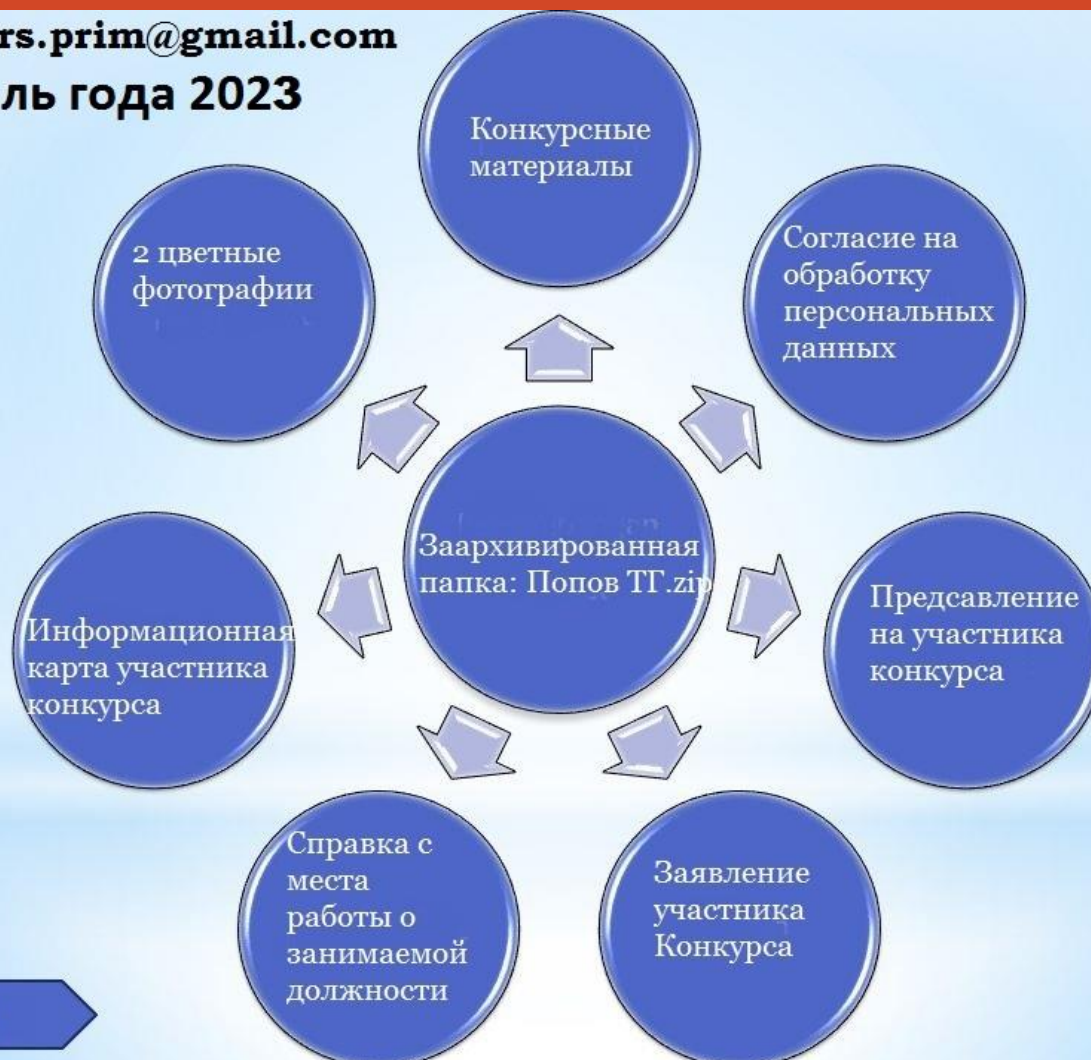 rs.prim@gmail.com
ль года 2023
Конкурсные
материалы
Согласие на
обработку
персональных
данных
Предсавление
на участника
конкурса
Заявление
участника
Конкурса
Справка с
места
работы о
занимаемой
должности
Информационная
карта участника
конкурса
2 цветные
фотографии
Заархивированная
папка: Попов ТГ.zip